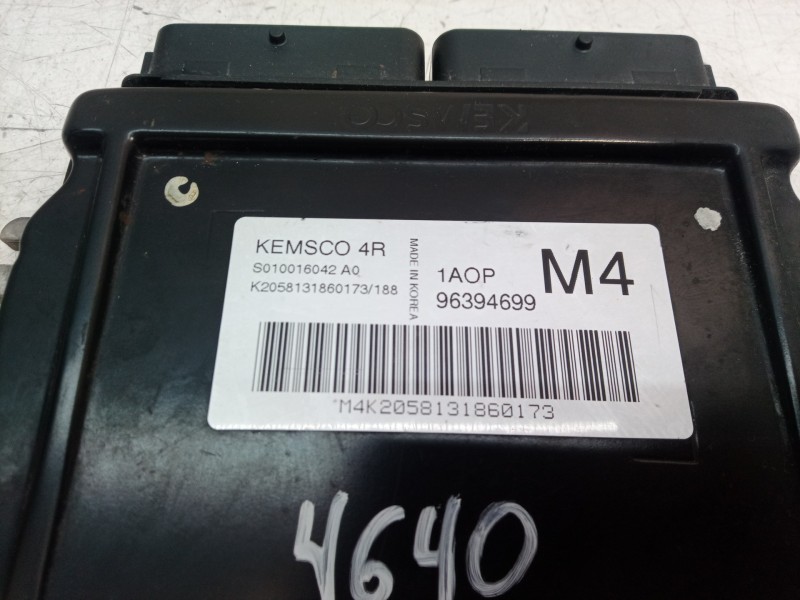 KEMSCO
KEMSCO 4R
S010016042 A0
K2058131860173/188
MADE IN KOREA
1AOP
96394699
M4
*M4K2058131860173
4640